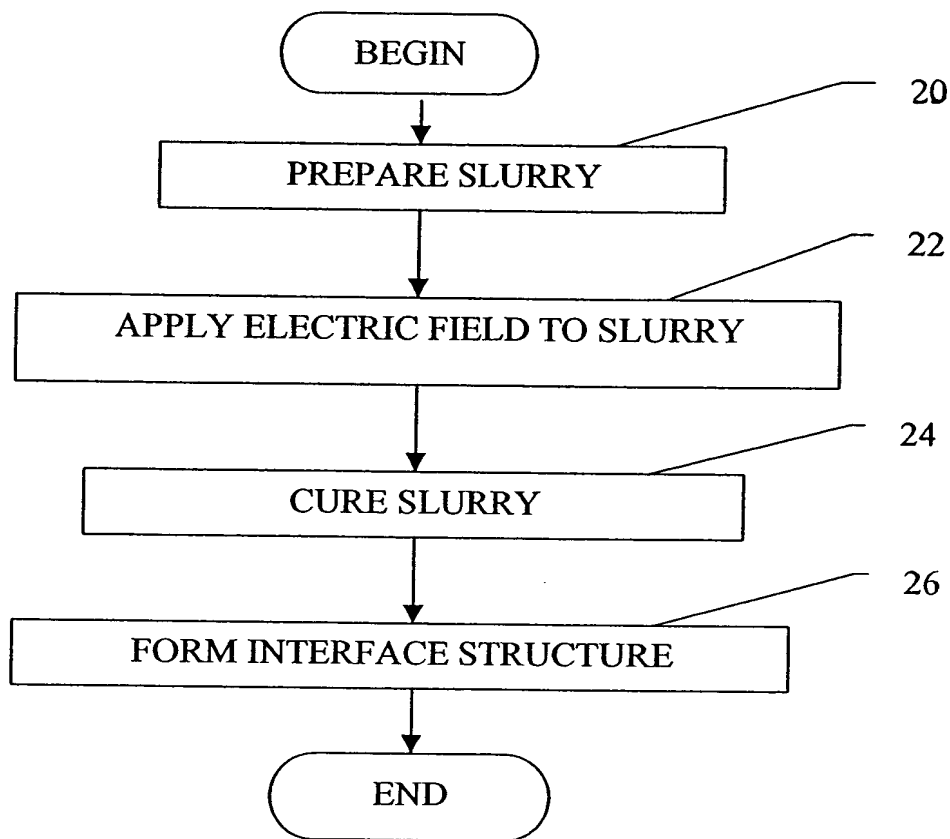 BEGIN
20
PREPARE SLURRY
22
APPLY ELECTRIC FIELD TO SLURRY
24
CURE SLURRY
26
FORM INTERFACE STRUCTURE
END